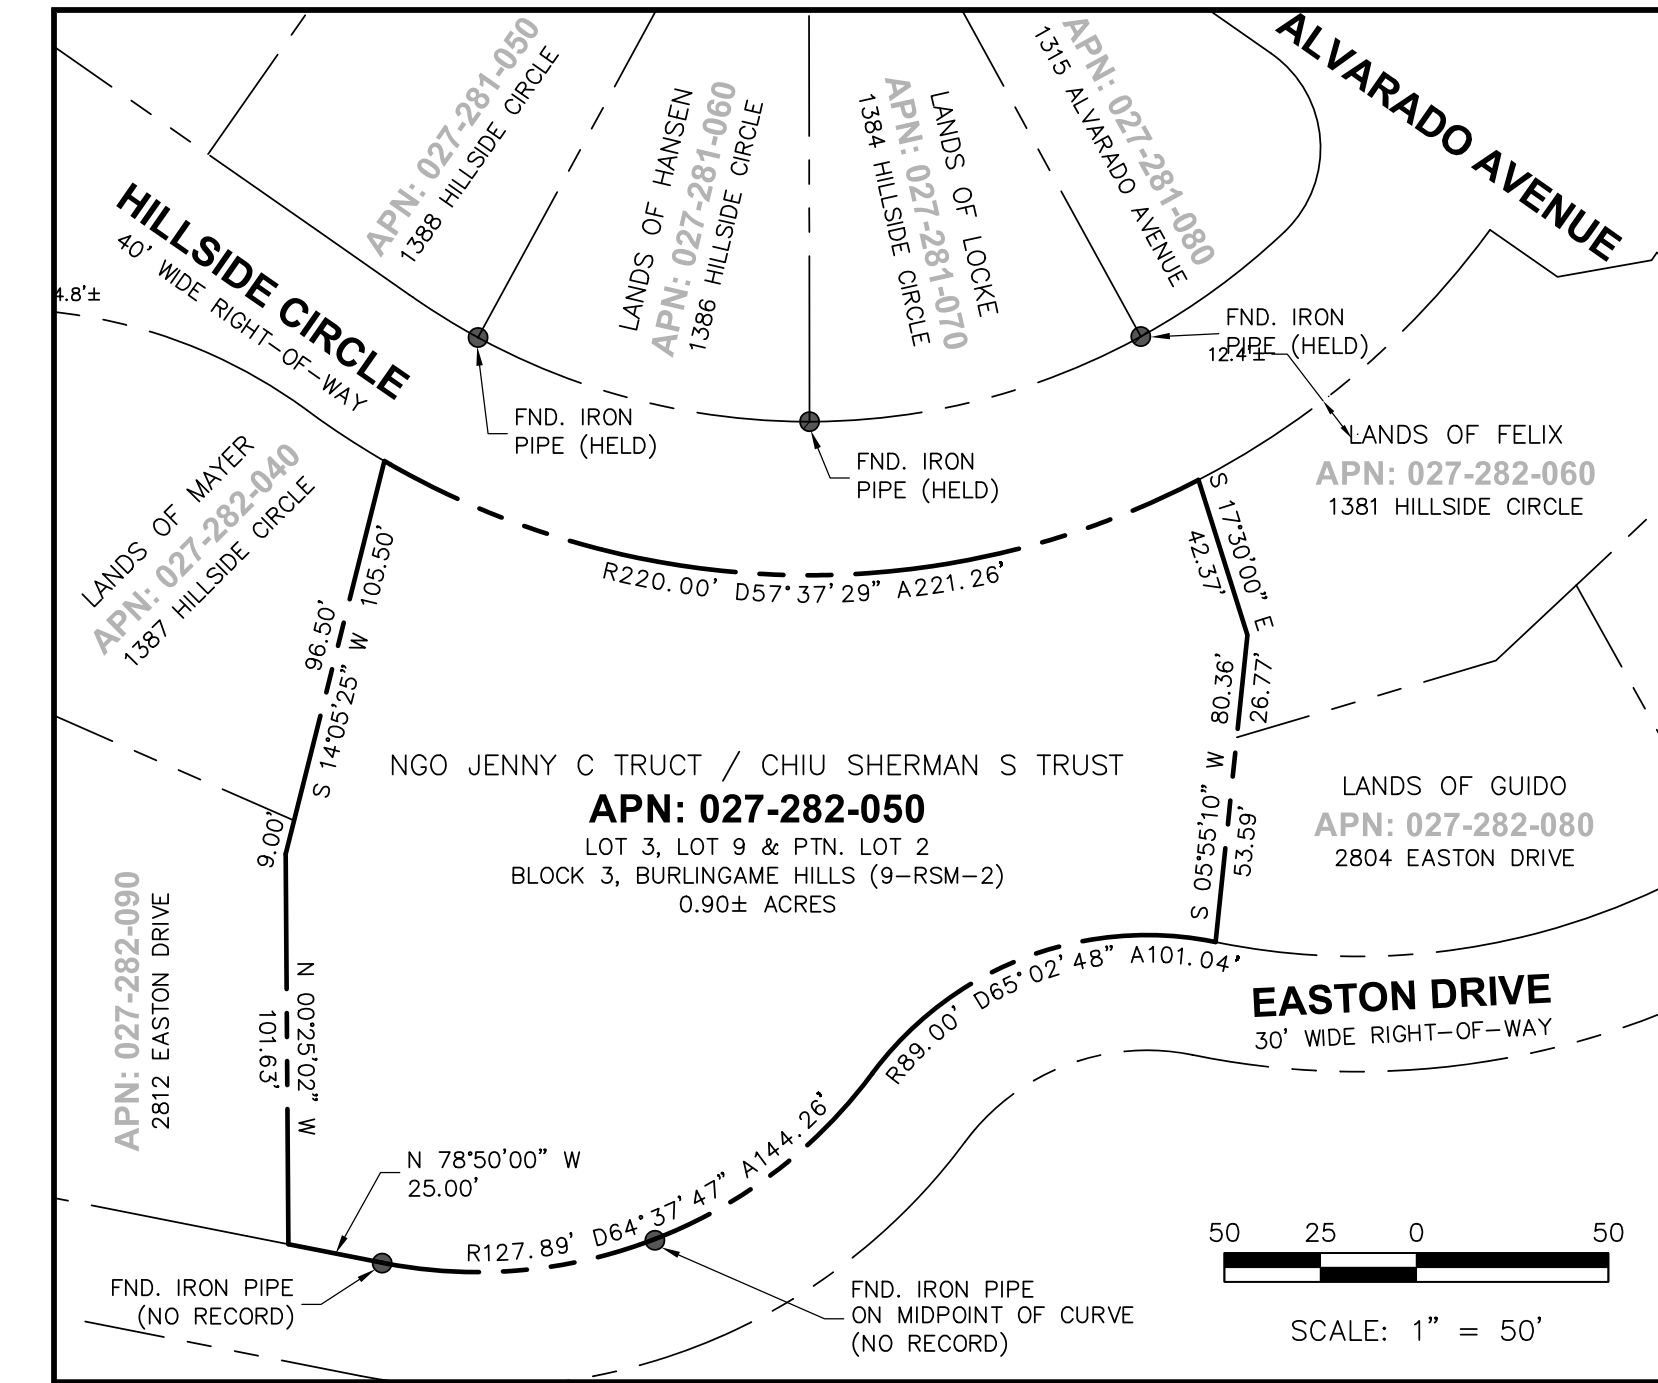 APN: 027-281-050
1388 HILLSIDE CIRCLE
LANDS OF HANSEN
APN: 027-281-060
1386 HILLSIDE CIRCLE
LANDS OF LOCKE
APN: 027-281-070
1384 HILLSIDE CIRCLE
APN: 027-281-080
1315 ALVARADO AVENUE
ALVARADO AVENUE
HILLSIDE CIRCLE
40' WIDE RIGHT-OF-WAY
4.8'±
FND. IRON
PIPE (HELD)
FND. IRON
PIPE (HELD)
FND. IRON
PIPE (HELD)
12.4'±
LANDS OF FELIX
APN: 027-282-060
1381 HILLSIDE CIRCLE
LANDS OF MAYER
APN: 027-282-040
1387 HILLSIDE CIRCLE
105.50'
96.50'
S 14°05'25" W
9.00'
R220.00' D57°37'29" A221.26'
S 17°30'00" E
42.37'
80.36'
26.77'
S 05°55'10" W
53.59'
NGO JENNY C TRUCT / CHIU SHERMAN S TRUST
APN: 027-282-050
LOT 3, LOT 9 & PTN. LOT 2
BLOCK 3, BURLINGAME HILLS (9-RSM-2)
0.90± ACRES
LANDS OF GUIDO
APN: 027-282-080
2804 EASTON DRIVE
APN: 027-282-090
2812 EASTON DRIVE
N 00°25'02" W
101.63'
N 78°50'00" W
25.00'
R127.89' D64°37'47" A144.26'
R89.00' D65°02'48" A101.04'
EASTON DRIVE
30' WIDE RIGHT-OF-WAY
FND. IRON PIPE
(NO RECORD)
FND. IRON PIPE
ON MIDPOINT OF CURVE
(NO RECORD)
50 25 0 50
SCALE: 1" = 50'